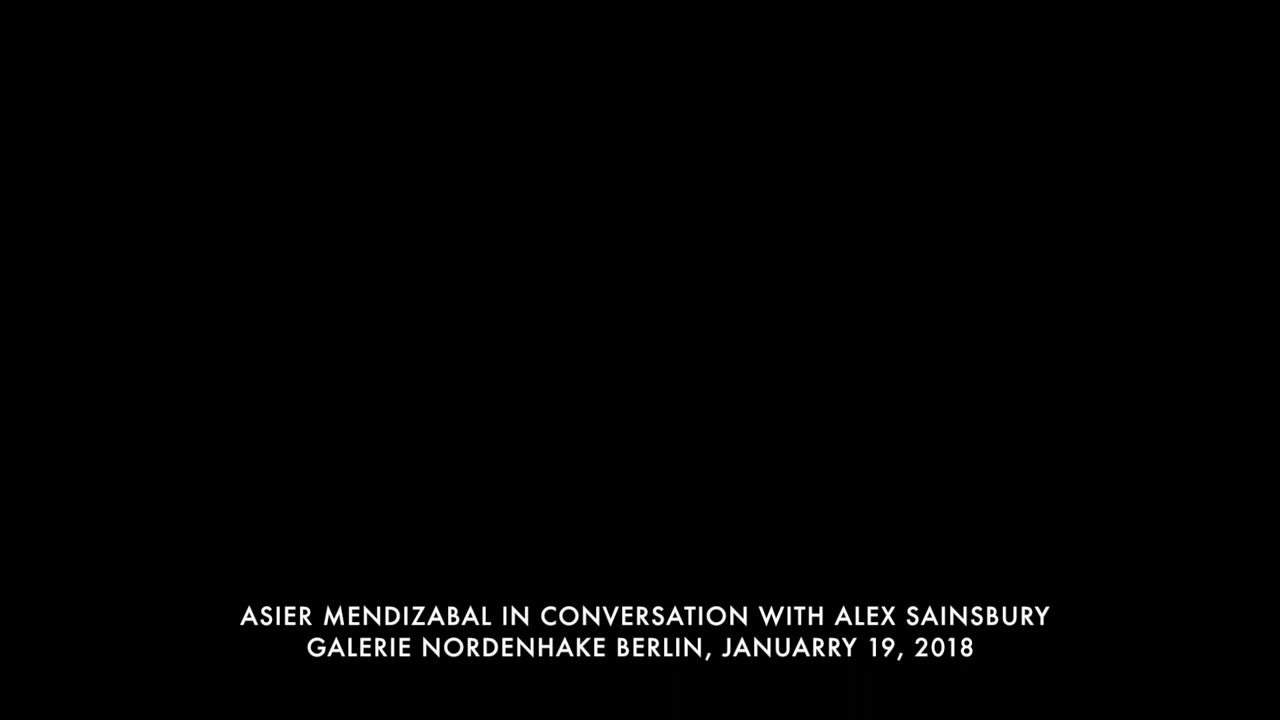 ASIER MENDIZABAL IN CONVERSATION WITH ALEX SAINSBURY
GALERIE NORDENHAKE BERLIN, JANUARRY 19, 2018